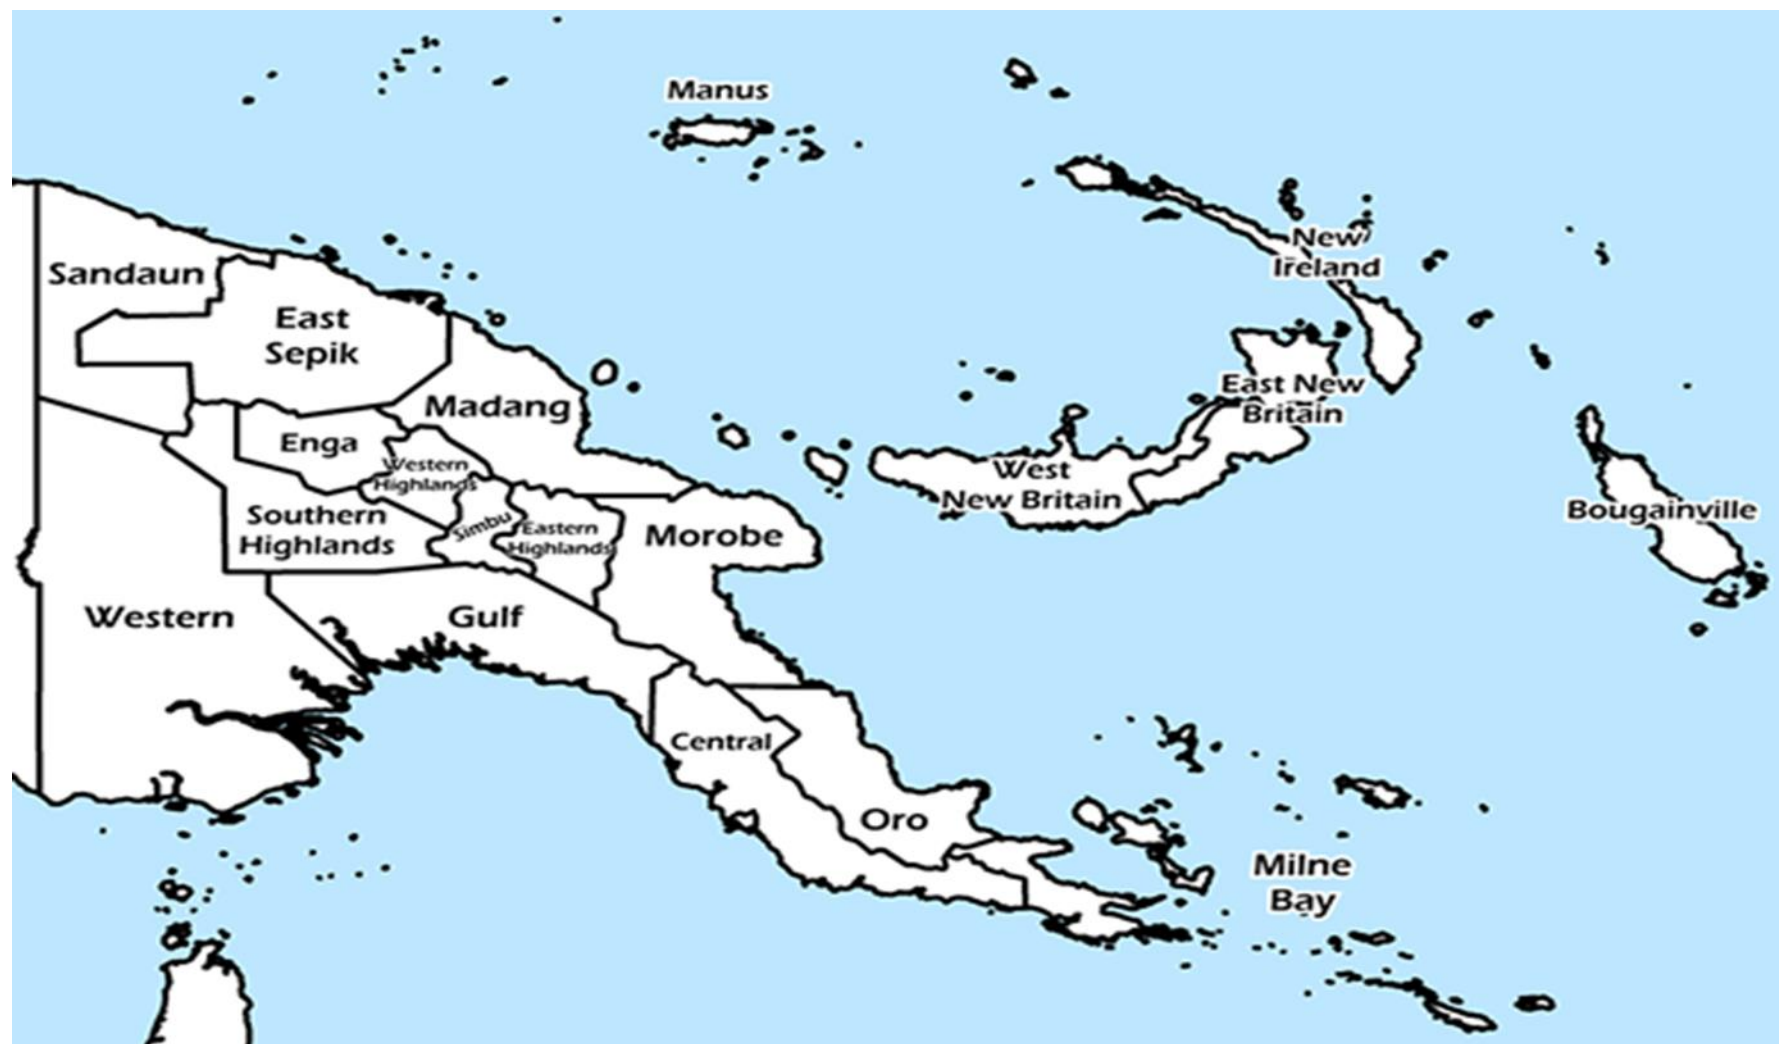 Manus
New
Ireland
Sandaun
East
Sepik
East New
Britain
Madang
Enga
Western
Highlands
West
New Britain
Bougainville
Southern
Highlands
Simbu
Eastern
Highlands
Morobe
Western
Gulf
Central
Oro
Milne
Bay